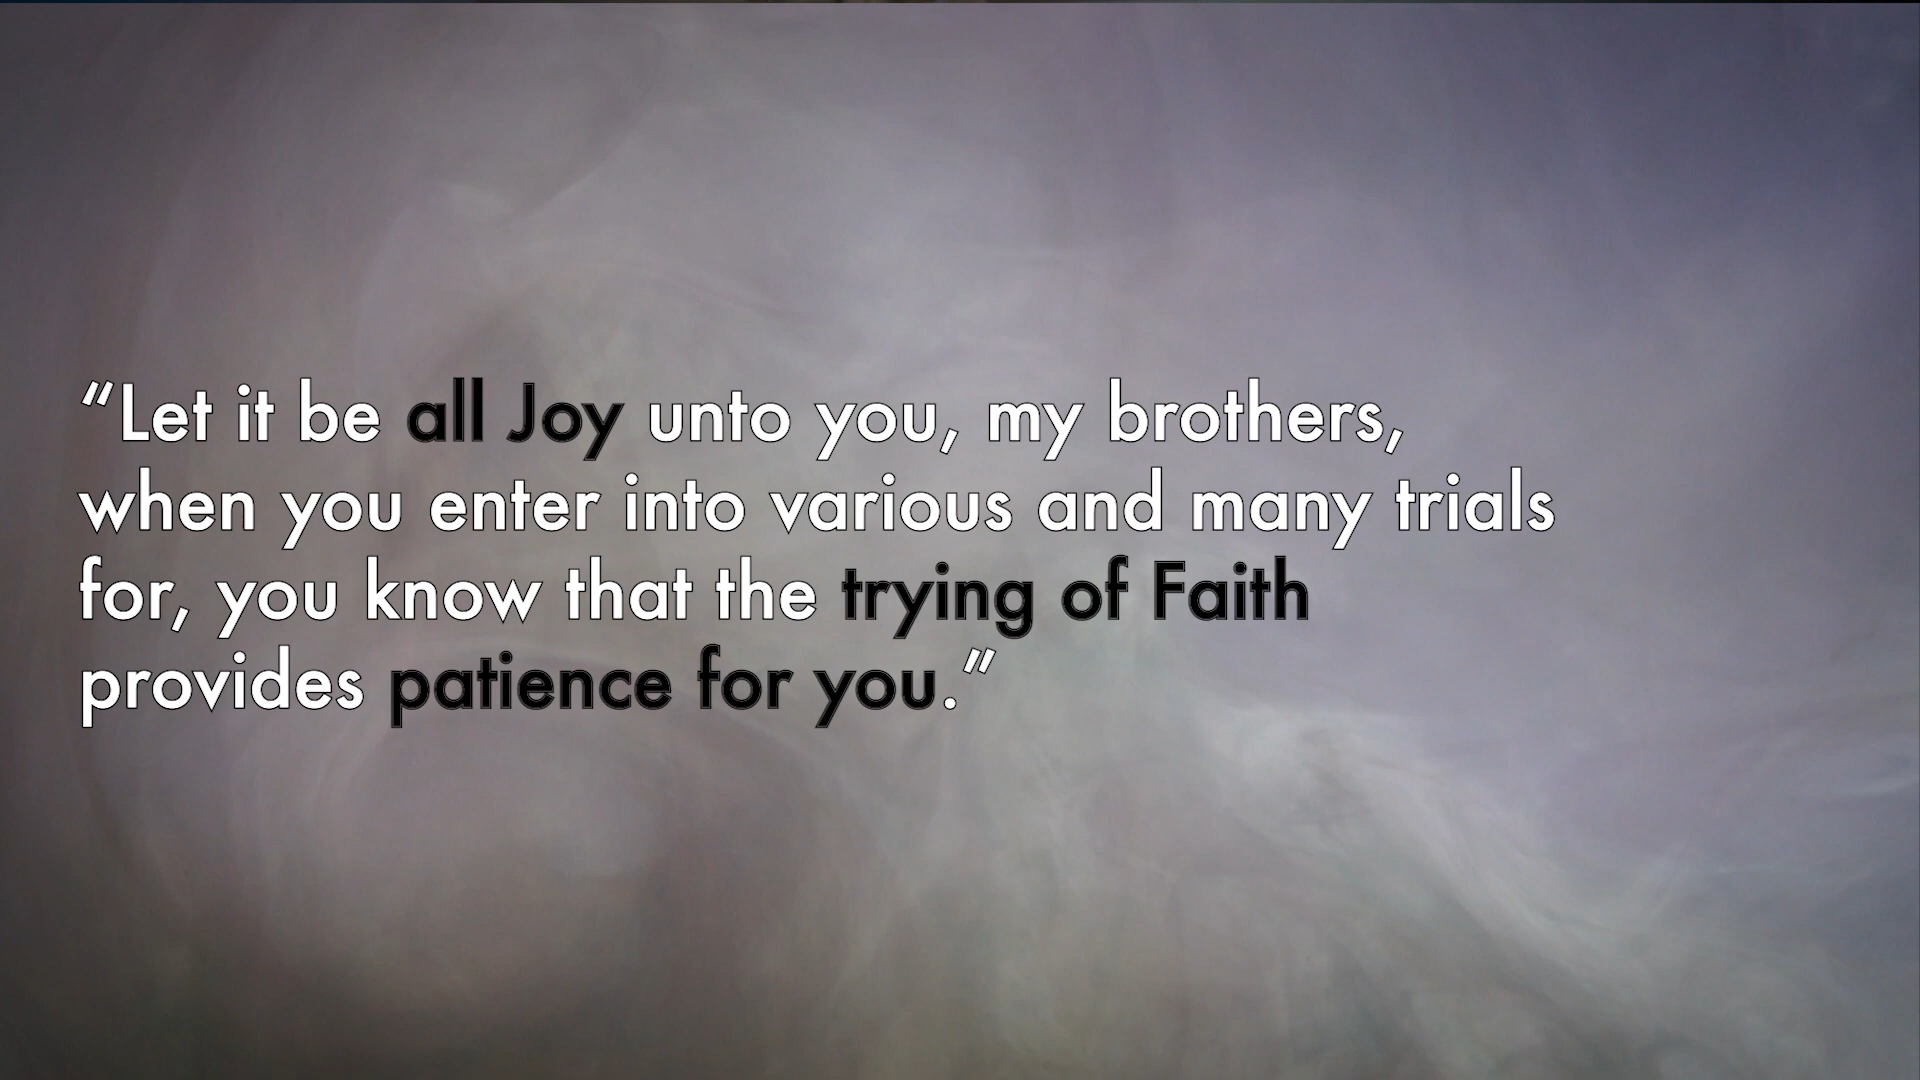 “Let it be all Joy unto you, my brothers,
when you enter into various and many trials
for, you know that the trying of Faith
provides patience for you.”